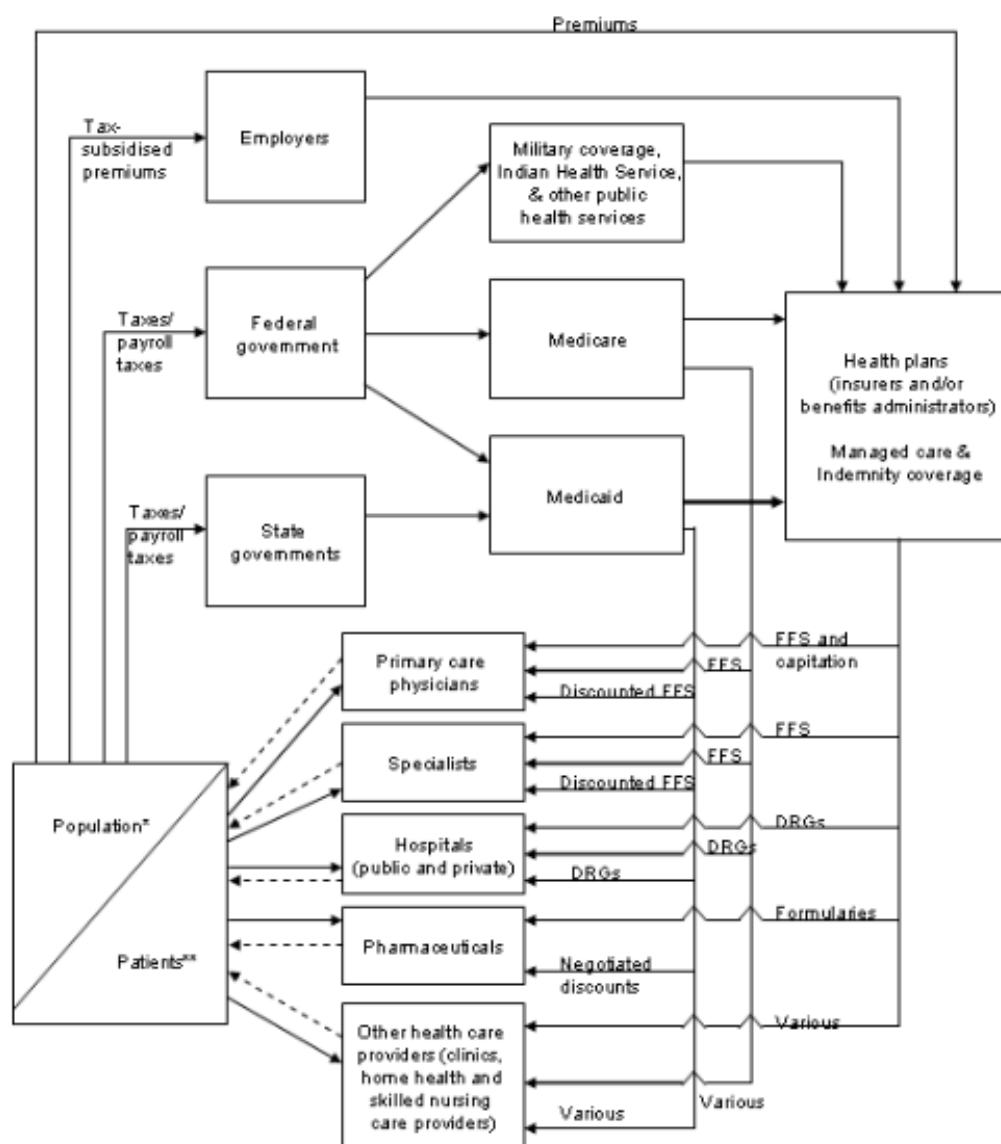 Premiums
Tax-
subsidised
premiums
Employers
Military coverage,
Indian Health Service,
& other public
health services
Taxes/
payroll
taxes
Federal
government
Medicare
Health plans
(insurers and/or
benefits administrators)
Managed care &
Indemnity coverage
Taxes/
payroll
taxes
State
governments
Medicaid
Primary care
physicians
FFS and
capitation
FFS
Discounted FFS
Specialists
FFS
FFS
Discounted FFS
Population*
Patients**
Hospitals
(public and private)
DRGs
DRGs
DRGs
Pharmaceuticals
Formularies
Negotiated
discounts
Other health care
providers (clinics,
home health and
skilled nursing
care providers)
Various
Various
Various